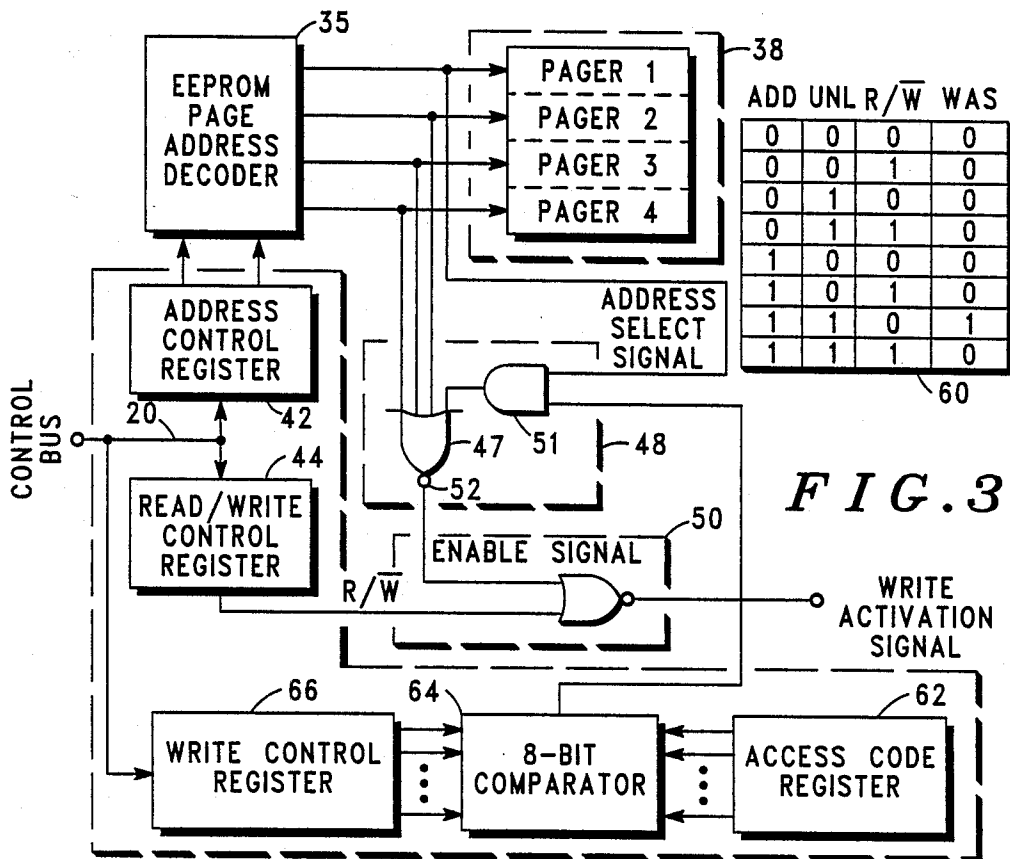 35
EEPROM
PAGE
ADDRESS
DECODER
38
PAGER 1
PAGER 2
PAGER 3
PAGER 4
ADD UNL R/W̅ WAS
0 0 0 0
0 0 1 0
0 1 0 0
0 1 1 0
1 0 0 0
1 0 1 0
1 1 0 1
1 1 1 0
60
ADDRESS
SELECT
SIGNAL
ADDRESS
CONTROL
REGISTER
42
CONTROL
BUS
20
44
READ/WRITE
CONTROL
REGISTER
47
51
48
52
FIG.3
50
ENABLE SIGNAL
R/W̅
WRITE
ACTIVATION
SIGNAL
66
WRITE CONTROL
REGISTER
64
8-BIT
COMPARATOR
62
ACCESS CODE
REGISTER